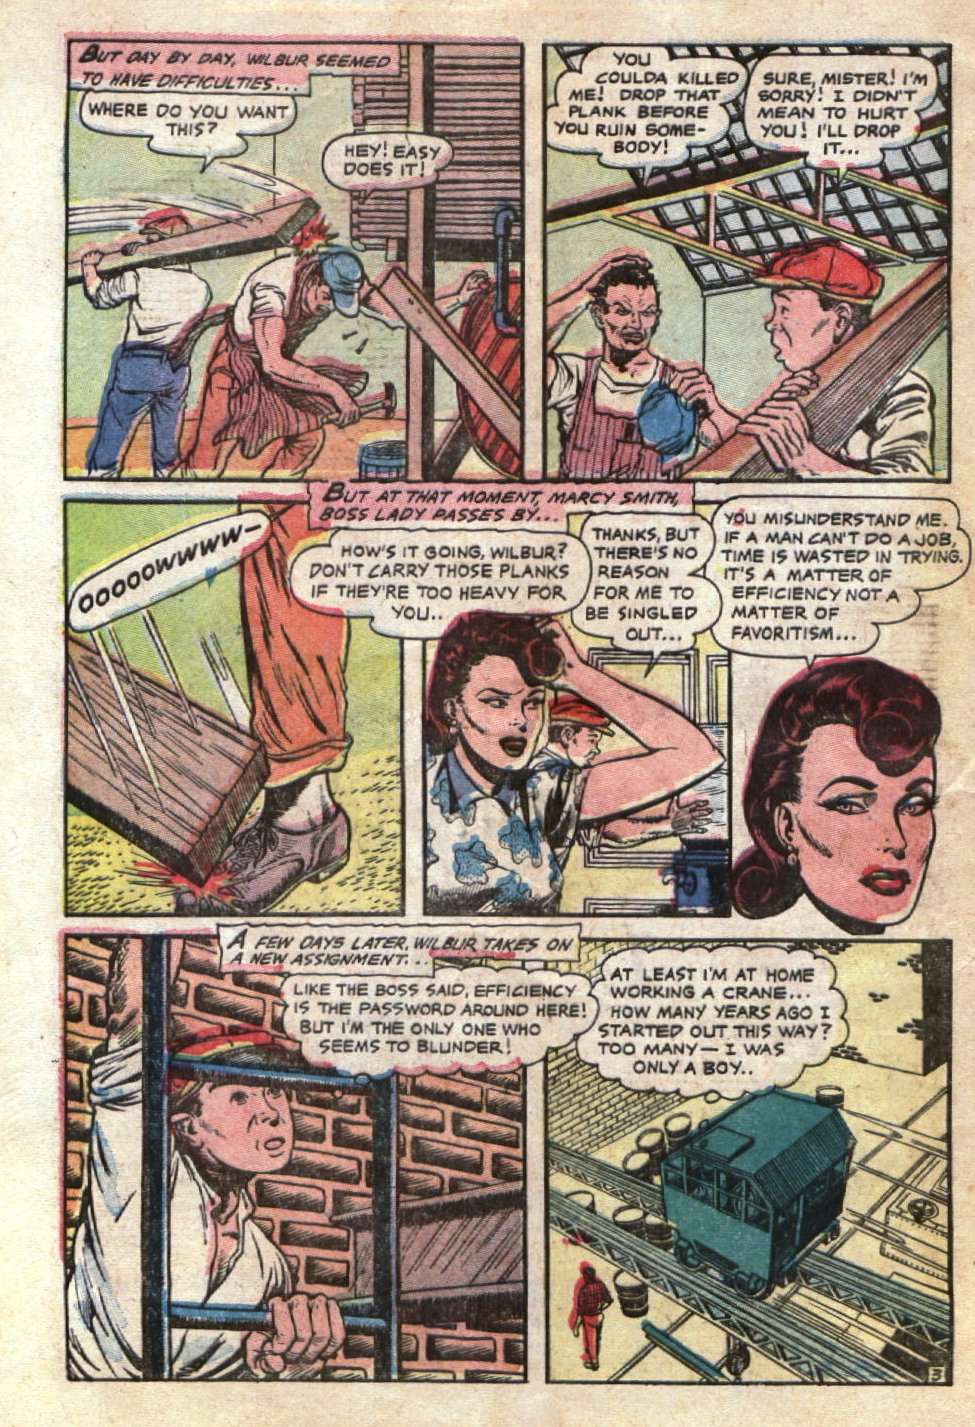 BUT DAY BY DAY, WILBUR SEEMED
TO HAVE DIFFICULTIES...
WHERE DO YOU WANT
THIS?
HEY! EASY
DOES IT!
YOU
COULDA KILLED
ME! DROP THAT
PLANK BEFORE
YOU RUIN SOME-
BODY!
SURE, MISTER! I'M
SORRY! I DIDN'T
MEAN TO HURT
YOU! I'LL DROP
IT...
OOOOOWWWW-
BUT AT THAT MOMENT, MARCY SMITH,
BOSS LADY PASSES BY...
HOW'S IT GOING, WILBUR?
DON'T CARRY THOSE PLANKS
IF THEY'RE TOO HEAVY FOR
YOU..
THANKS, BUT
THERE'S NO
REASON
FOR ME TO
BE SINGLED
OUT...
YOU MISUNDERSTAND ME.
IF A MAN CAN'T DO A JOB,
TIME IS WASTED IN TRYING.
IT'S A MATTER OF
EFFICIENCY NOT A
MATTER OF
FAVORITISM...
A FEW DAYS LATER, WILBUR TAKES ON
A NEW ASSIGNMENT...
LIKE THE BOSS SAID, EFFICIENCY
IS THE PASSWORD AROUND HERE!
BUT I'M THE ONLY ONE WHO
SEEMS TO BLUNDER!
AT LEAST I'M AT HOME
WORKING A CRANE...
HOW MANY YEARS AGO I
STARTED OUT THIS WAY?
TOO MANY— I WAS
ONLY A BOY..
3